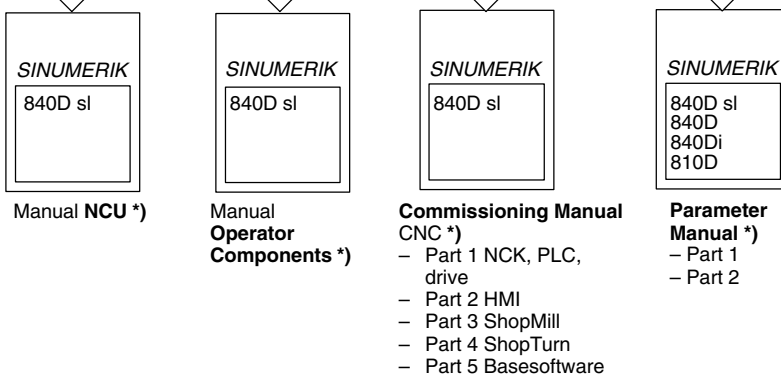 SINUMERIK
840D sl
Manual NCU *)
SINUMERIK
840D sl
Manual
Operator
Components *)
SINUMERIK
840D sl
Commissioning Manual
CNC *)
– Part 1 NCK, PLC,
drive
– Part 2 HMI
– Part 3 ShopMill
– Part 4 ShopTurn
– Part 5 Basesoftware
SINUMERIK
840D sl
840D
840Di
810D
Parameter
Manual *)
– Part 1
– Part 2